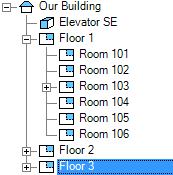 Our Building
Elevator SE
Floor 1
Room 101
Room 102
Room 103
Room 104
Room 105
Room 106
Floor 2
Floor 3